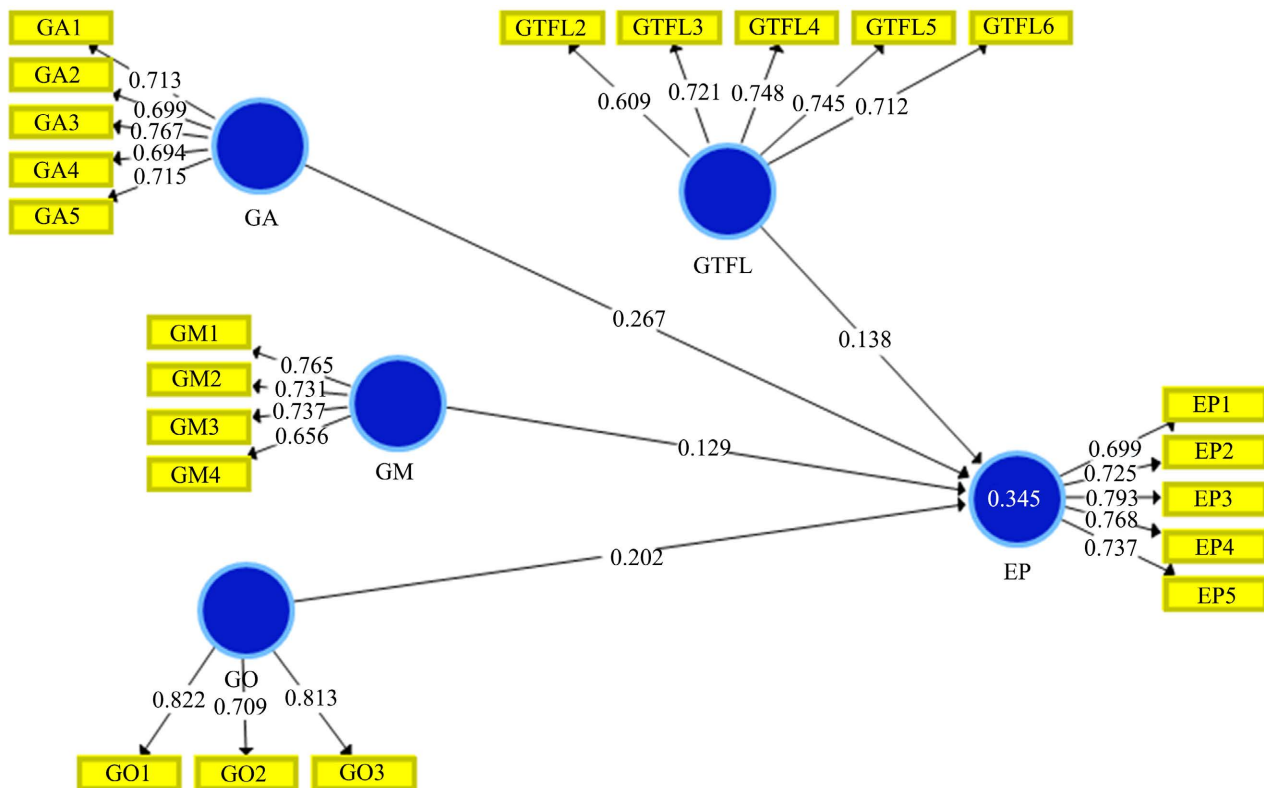 GA1
GA2
GA3
GA4
GA5
0.713
0.699
0.767
0.694
0.715
GA
GTFL2 GTFL3 GTFL4 GTFL5 GTFL6
0.609 0.721 0.748 0.745 0.712
GTFL
0.267
0.138
GM1
GM2
GM3
GM4
0.765
0.731
0.737
0.656
GM
0.129
0.202
EP1
EP2
EP3
EP4
EP5
0.699
0.725
0.793
0.768
0.737
0.345
EP
GO
0.822 0.709 0.813
GO1 GO2 GO3